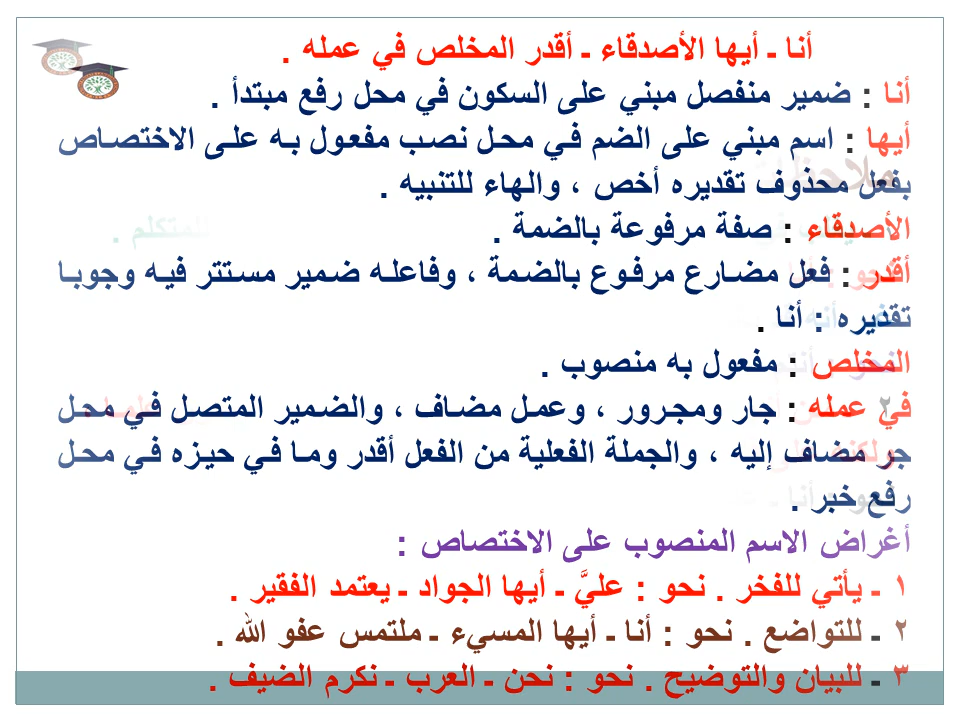 أنا ـ أيها الأصدقاء ـ أقدر المخلص في عمله .
أنا : ضمير منفصل مبني على السكون في محل رفع مبتدأ .
أيها : اسم مبني على الضم في محل نصب مفعول به على الاختصاص
بفعل محذوف تقديره أخص ، والهاء للتنبيه .
الأصدقاء : صفة مرفوعة بالضمة .
أقدر : فعل مضارع مرفوع بالضمة ، وفاعله ضمير مستتر فيه وجوبا
تقديره : أنا .
المخلص : مفعول به منصوب .
في عمله : جار ومجرور ، وعمل مضاف ، والضمير المتصل في محل
جر مضاف إليه ، والجملة الفعلية من الفعل أقدر وما في حيزه في محل
رفع خبر .
أغراض الاسم المنصوب على الاختصاص :
١ ـ يأتي للفخر . نحو : عليَّ ـ أيها الجواد ـ يعتمد الفقير .
٢ ـ للتواضع . نحو : أنا ـ أيها المسيء ـ ملتمس عفو الله .
٣ ـ للبيان والتوضيح . نحو : نحن ـ العرب ـ نكرم الضيف .